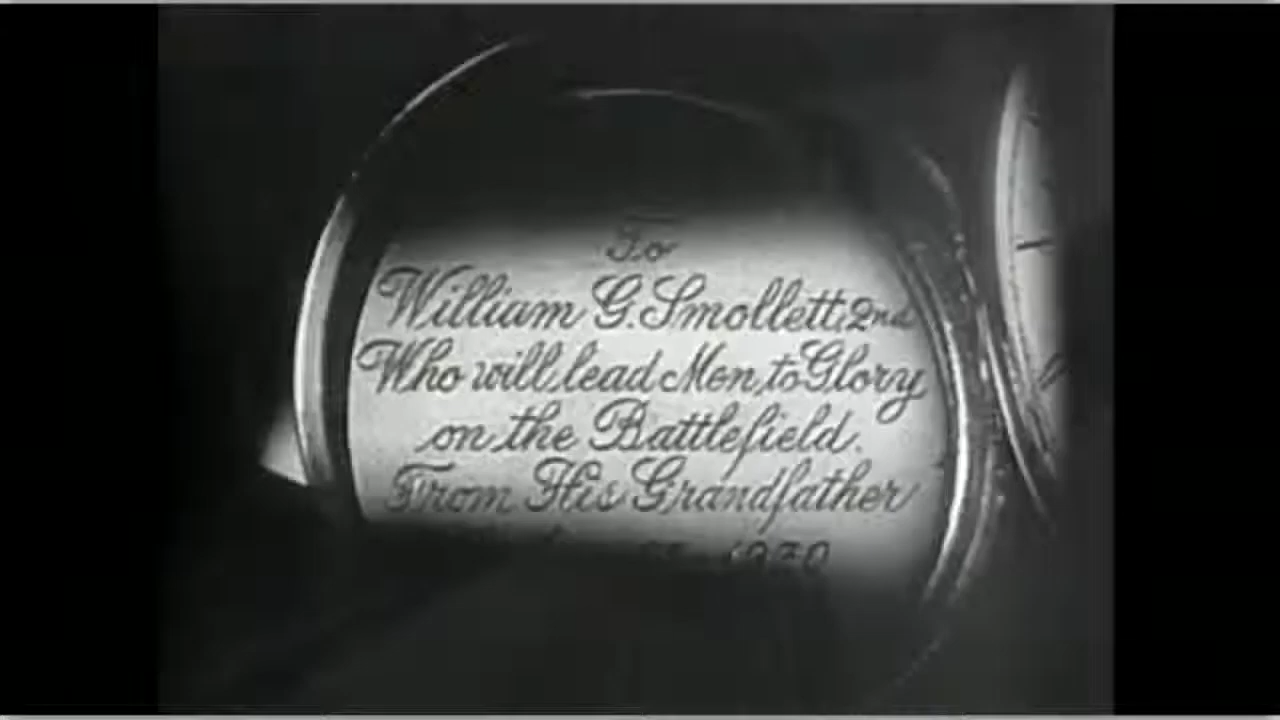 To
William G. Smollett, 2nd
Who will lead Men to Glory
on the Battlefield.
From His Grandfather